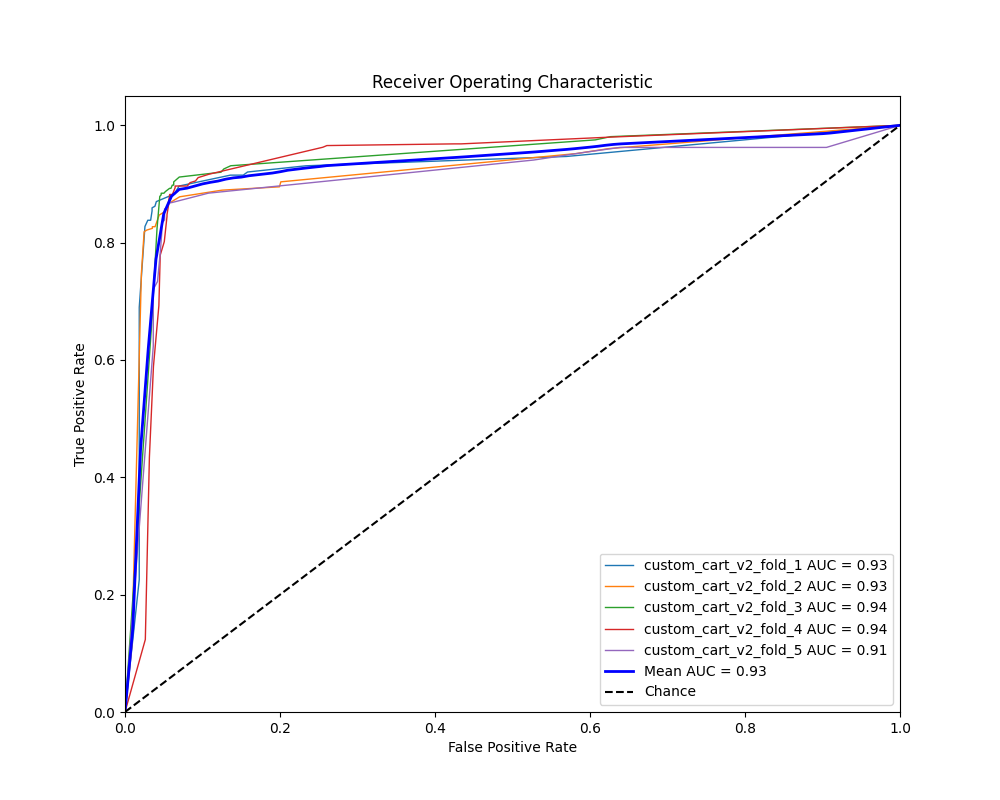 Receiver Operating Characteristic
1.0
0.8
0.6
0.4
0.2
0.0
True Positive Rate
0.0 0.2 0.4 0.6 0.8 1.0
False Positive Rate
custom_cart_v2_fold_1 AUC = 0.93
custom_cart_v2_fold_2 AUC = 0.93
custom_cart_v2_fold_3 AUC = 0.94
custom_cart_v2_fold_4 AUC = 0.94
custom_cart_v2_fold_5 AUC = 0.91
Mean AUC = 0.93
Chance